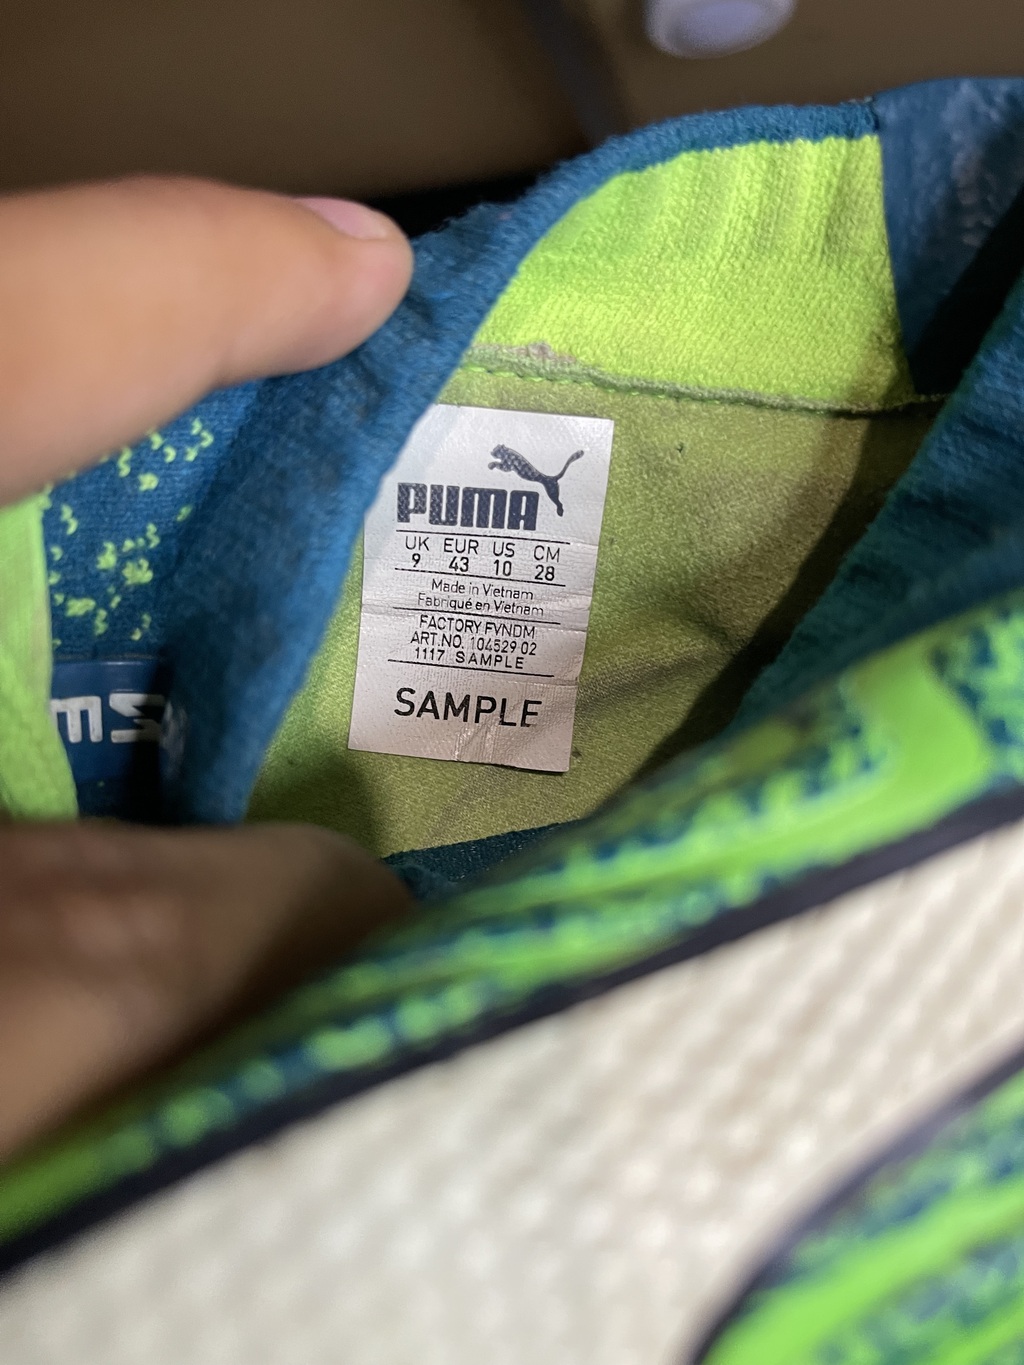 PUMA
UK EUR US CM
9 43 10 28
Made in Vietnam
Fabriqué en Vietnam
FACTORY FVNDM
ART.NO. 104529 02
1117 SAMPLE
SAMPLE